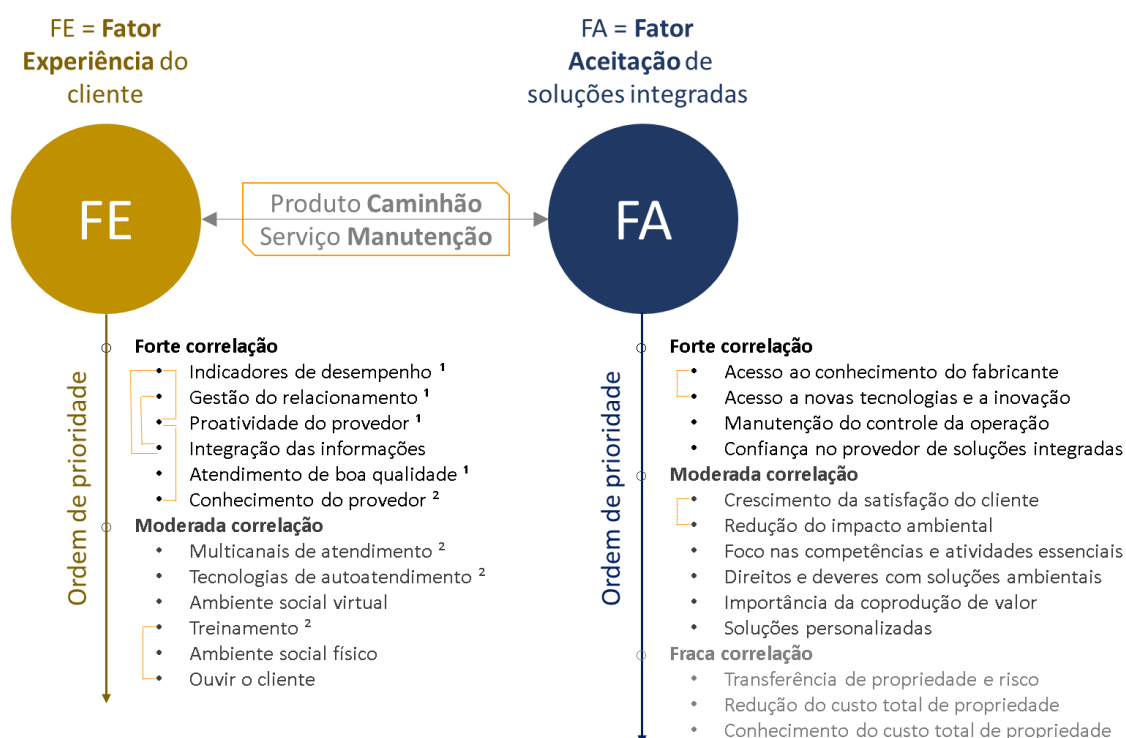 FE = Fator
Experiência do
cliente
FA = Fator
Aceitação de
soluções integradas
FE
Produto Caminhão
Serviço Manutenção
FA
Ordem de prioridade
Forte correlação
• Indicadores de desempenho ¹
• Gestão do relacionamento ¹
• Proatividade do provedor ¹
• Integração das informações
• Atendimento de boa qualidade ¹
• Conhecimento do provedor ²
Moderada correlação
• Multicanais de atendimento ²
• Tecnologias de autoatendimento ²
• Ambiente social virtual
• Treinamento ²
• Ambiente social físico
• Ouvir o cliente
Ordem de prioridade
Forte correlação
• Acesso ao conhecimento do fabricante
• Acesso a novas tecnologias e a inovação
• Manutenção do controle da operação
• Confiança no provedor de soluções integradas
Moderada correlação
• Crescimento da satisfação do cliente
• Redução do impacto ambiental
• Foco nas competências e atividades essenciais
• Direitos e deveres com soluções ambientais
• Importância da coprodução de valor
• Soluções personalizadas
Fraca correlação
• Transferência de propriedade e risco
• Redução do custo total de propriedade
• Conhecimento do custo total de propriedade